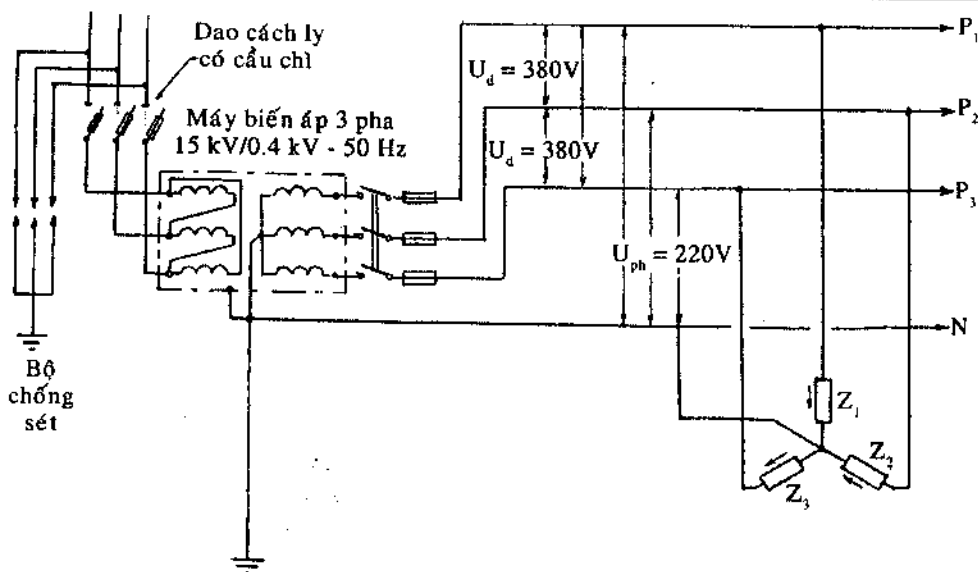 Dao cách ly
có cầu chì
Máy biến áp 3 pha
15 kV/0.4 kV - 50 Hz
U_d = 380V
U_d = 380V
U_ph = 220V
P_1
P_2
P_3
N
Z_1
Z_2
Z_3
Bộ
chống
sét